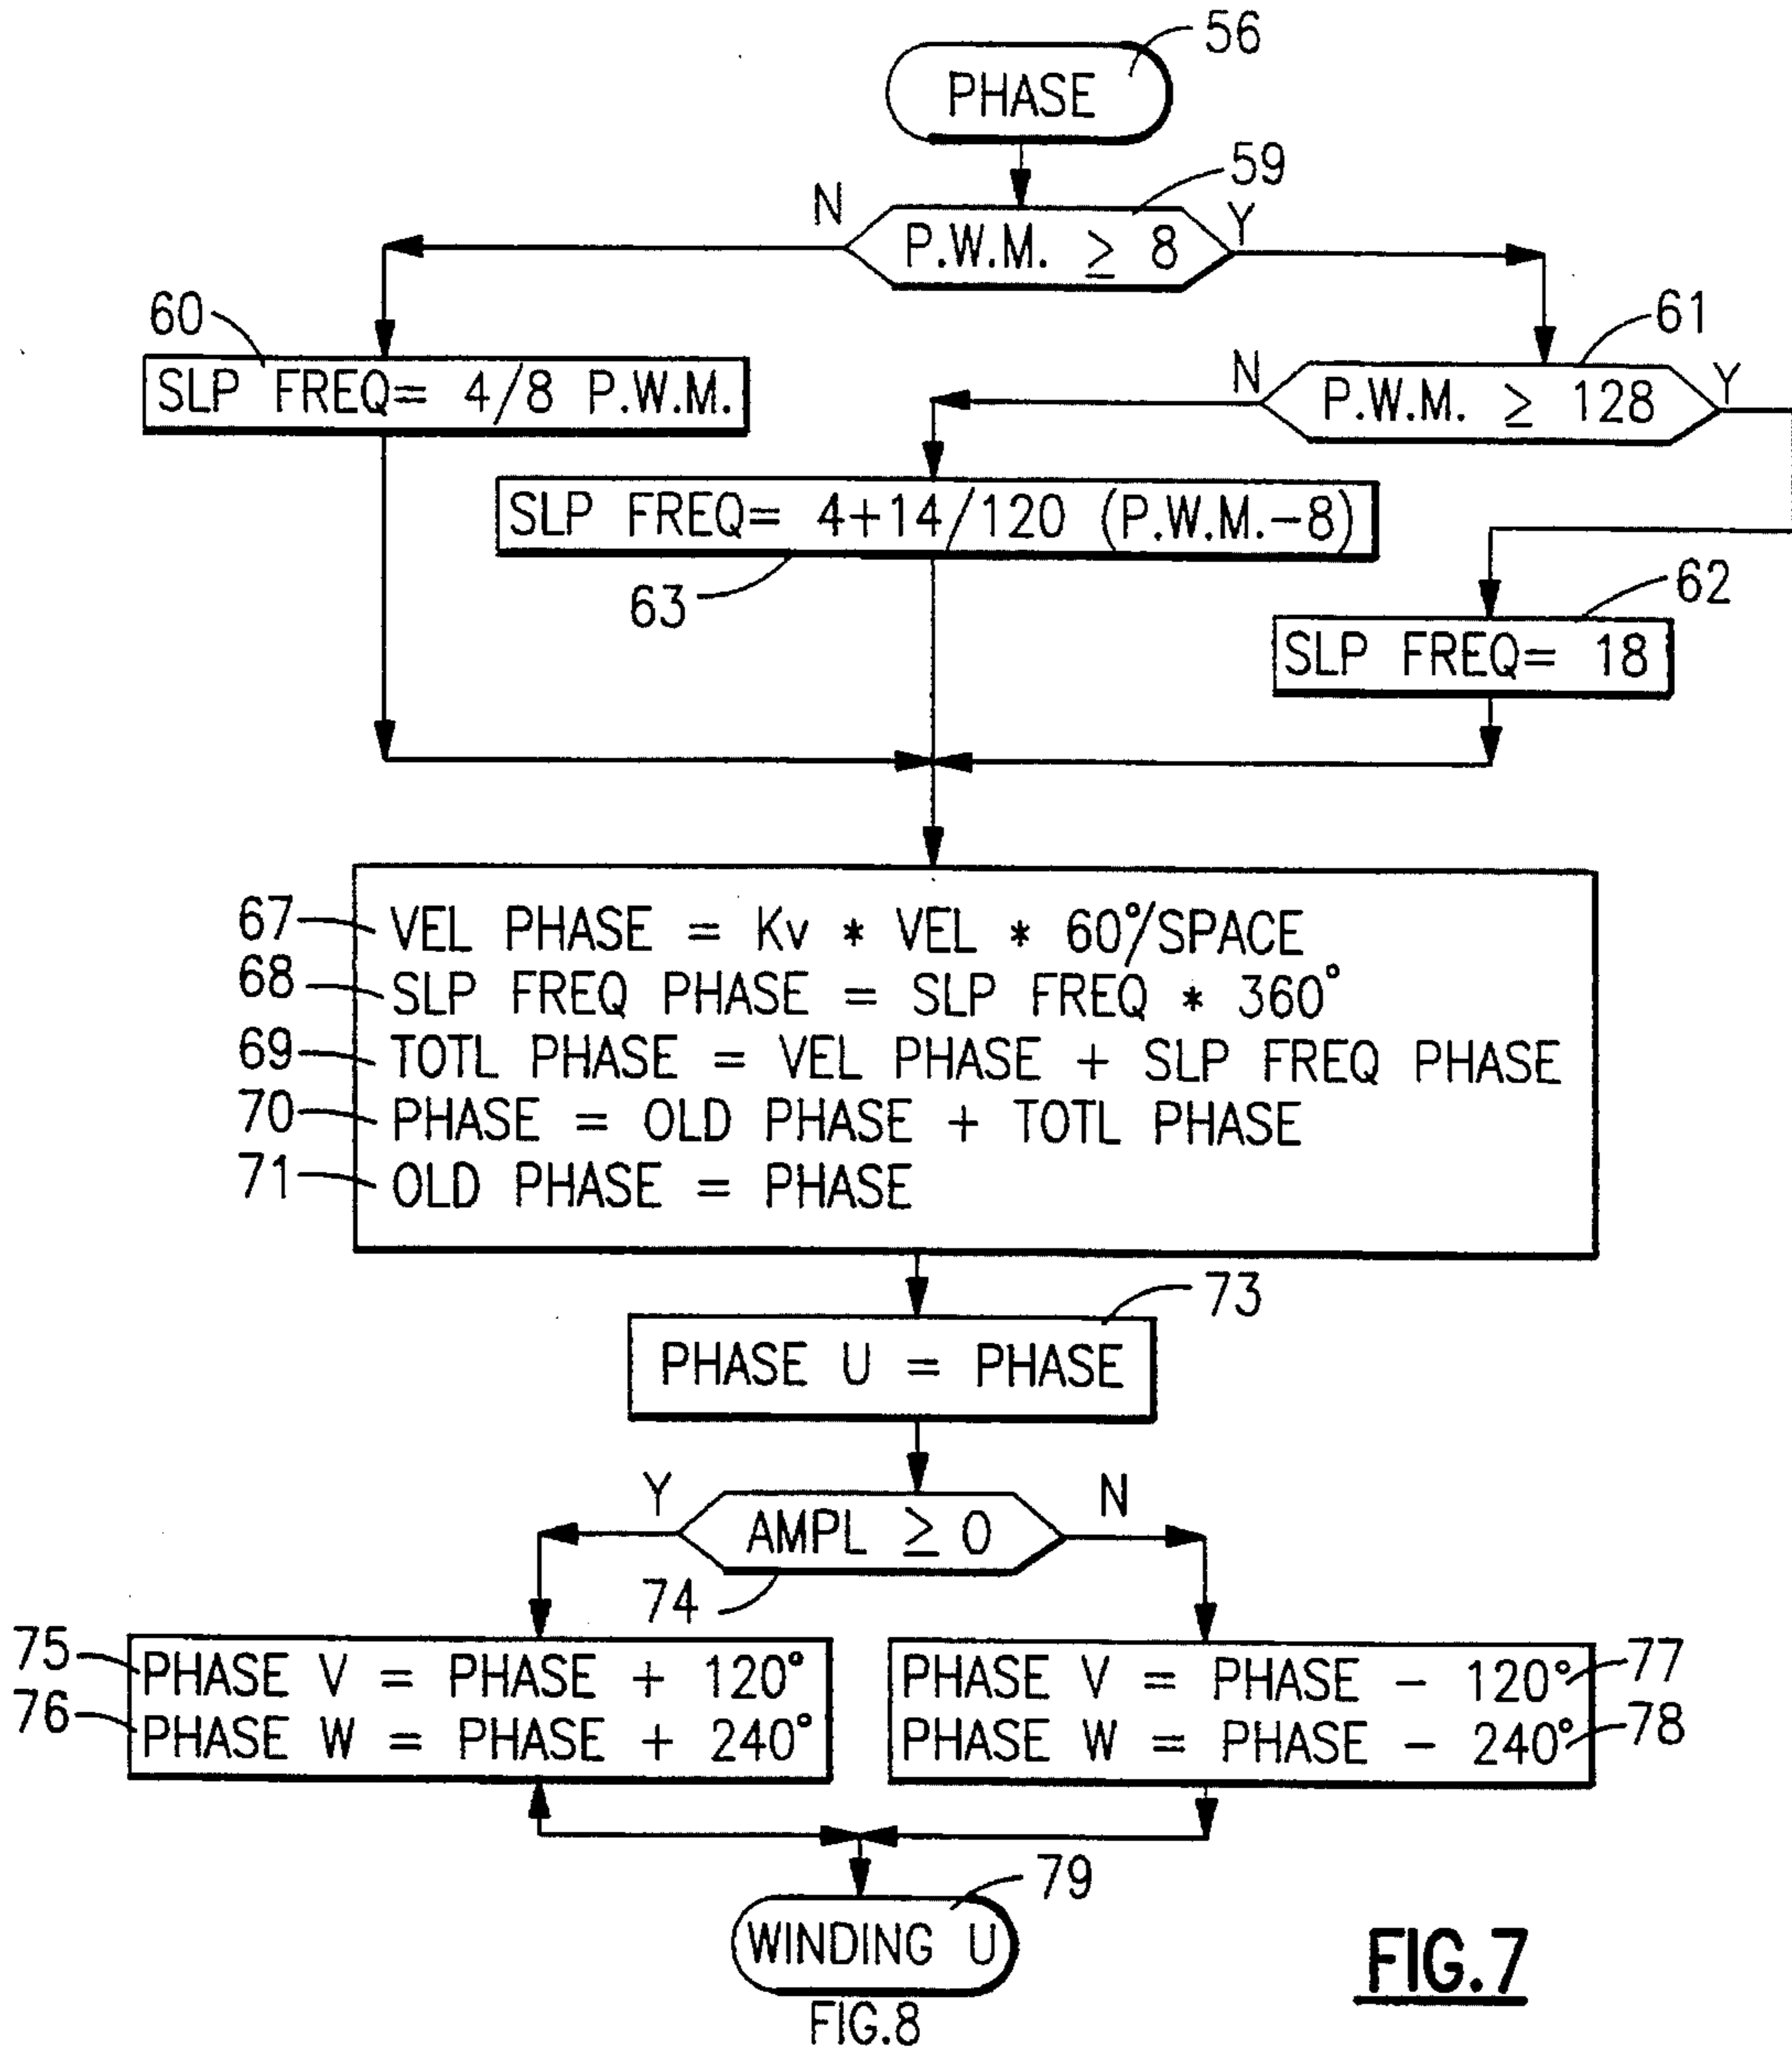 56
PHASE
59
N
Y
P.W.M. ≥ 8
60
61
SLP FREQ= 4/8 P.W.M.
N
Y
P.W.M. ≥ 128
SLP FREQ= 4+14/120 (P.W.M.-8)
63
62
SLP FREQ= 18
67 VEL PHASE = Kv * VEL * 60°/SPACE
68 SLP FREQ PHASE = SLP FREQ * 360°
69 TOTL PHASE = VEL PHASE + SLP FREQ PHASE
70 PHASE = OLD PHASE + TOTL PHASE
71 OLD PHASE = PHASE
73
PHASE U = PHASE
Y
N
AMPL ≥ 0
74
75 PHASE V = PHASE + 120°
76 PHASE W = PHASE + 240°
PHASE V = PHASE - 120° 77
PHASE W = PHASE - 240° 78
79
WINDING U
FIG.8
FIG.7